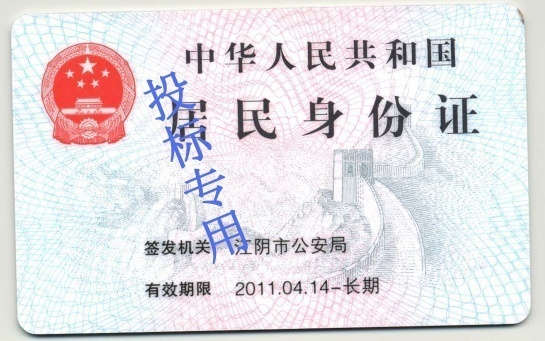 中华人民共和国
居民身份证
投标专用
签发机关 江阴市公安局
有效期限 2011.04.14-长期